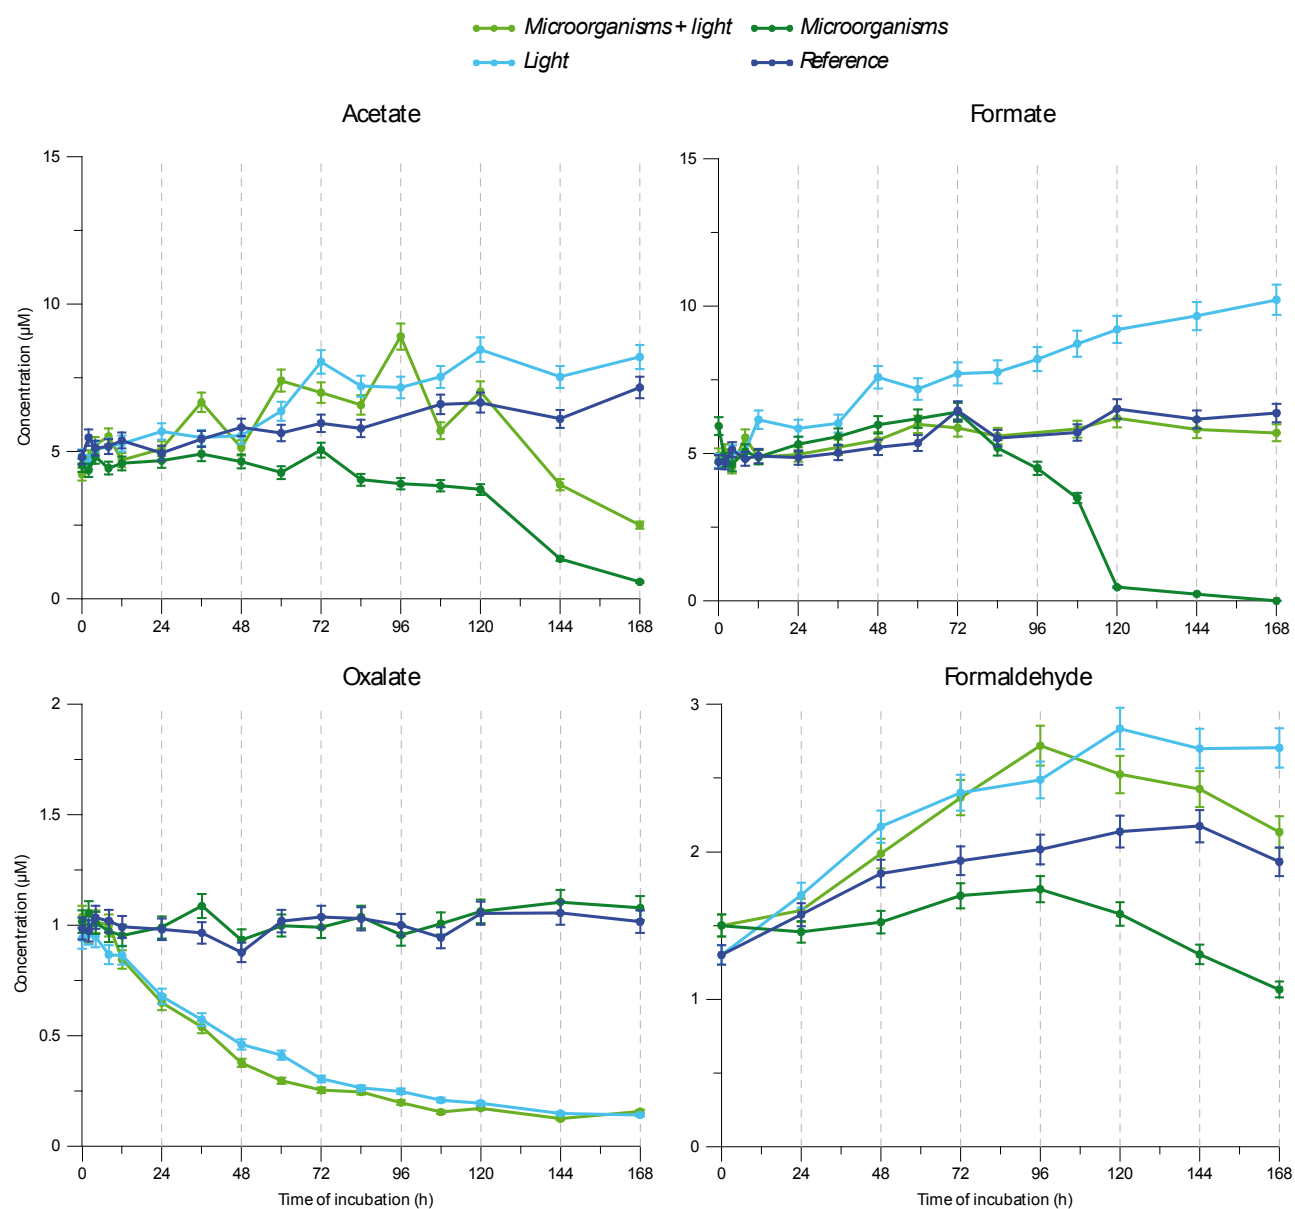 Microorganisms + light Microorganisms
Light Reference
Acetate Formate
15 15
10 10
5 5
0 0
Concentration (µM)
0 24 48 72 96 120 144 168 0 24 48 72 96 120 144 168
Oxalate Formaldehyde
2 3
1.5
2
1
1
0.5
0 0
Concentration (µM)
0 24 48 72 96 120 144 168 0 24 48 72 96 120 144 168
Time of incubation (h) Time of incubation (h)